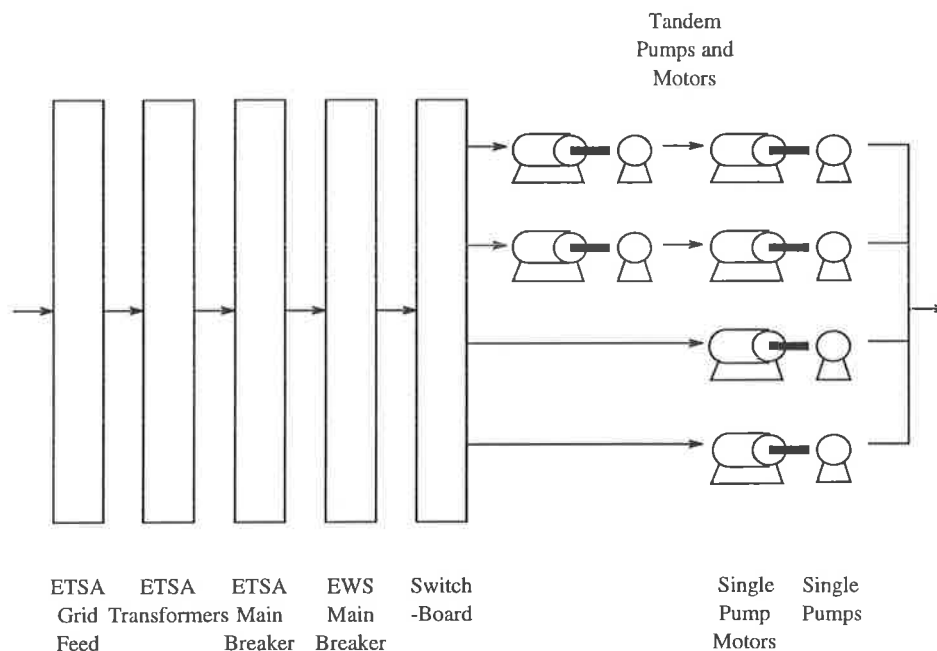 Tandem
Pumps and
Motors
ETSA
Grid
Feed
ETSA
Transformers
ETSA
Main
Breaker
EWS
Main
Breaker
Switch
-Board
Single
Pump
Motors
Single
Pumps